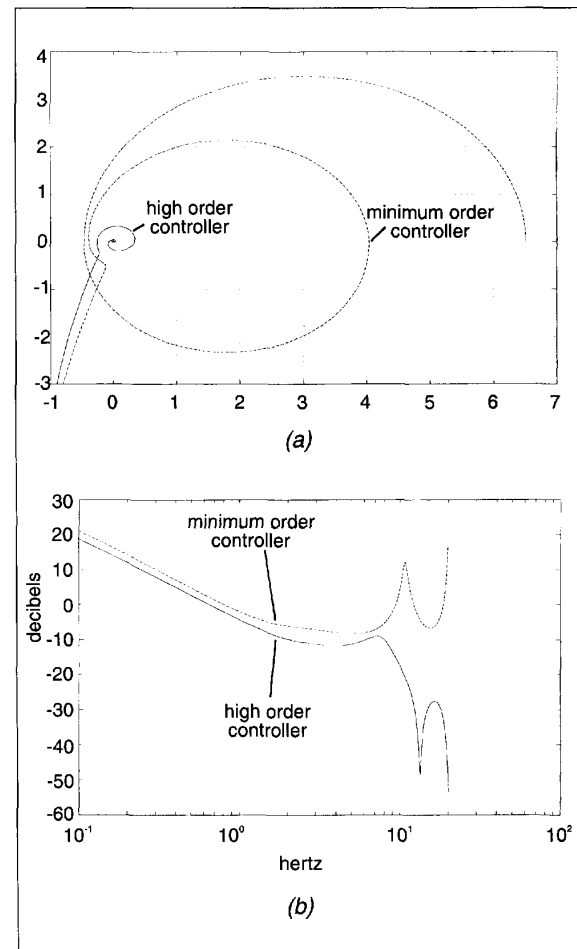 4
3
2
1
0
-1
-2
-3
-1 0 1 2 3 4 5 6 7
high order
controller
minimum order
controller
(a)
30
20
10
0
-10
-20
-30
-40
-50
-60
decibels
minimum order
controller
high order
controller
10⁻¹ 10⁰ 10¹ 10²
hertz
(b)